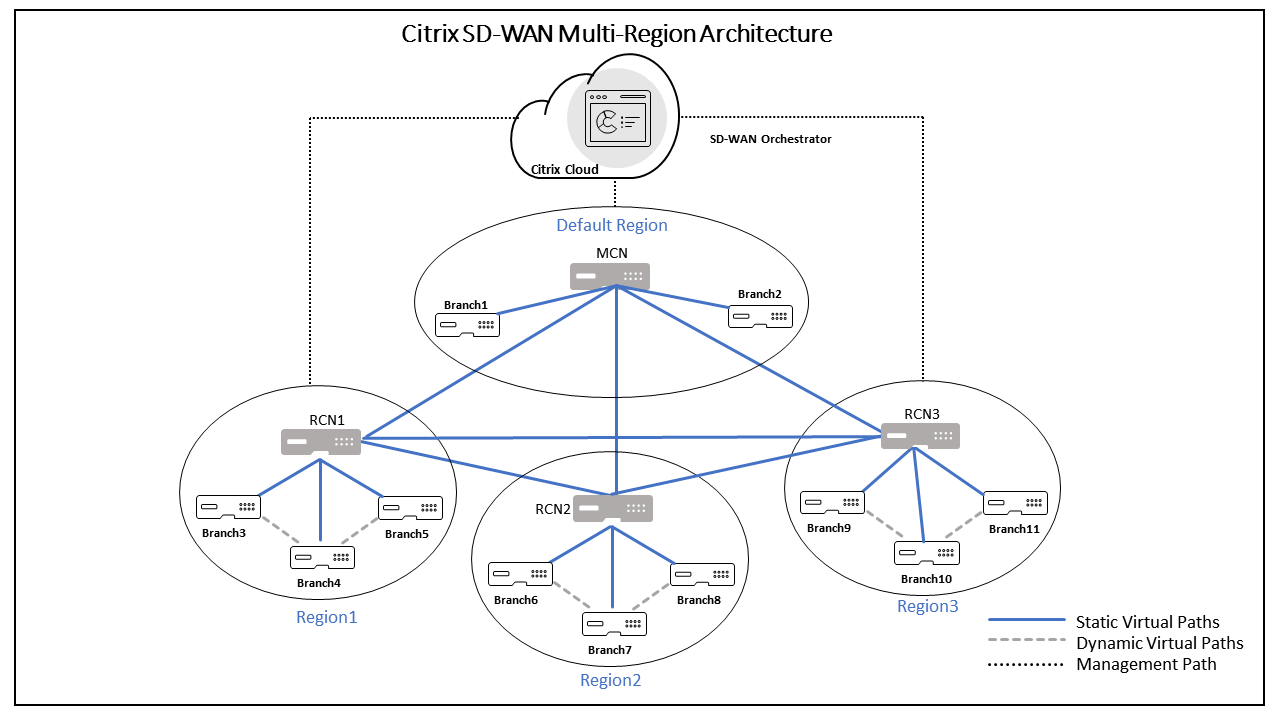 Citrix SD-WAN Multi-Region Architecture
SD-WAN Orchestrator
Citrix Cloud
Default Region
MCN
Branch1
Branch2
RCN1
RCN3
Branch3
Branch5
Branch4
Region1
RCN2
Branch6
Branch8
Branch7
Region2
Branch9
Branch11
Branch10
Region3
Static Virtual Paths
Dynamic Virtual Paths
Management Path